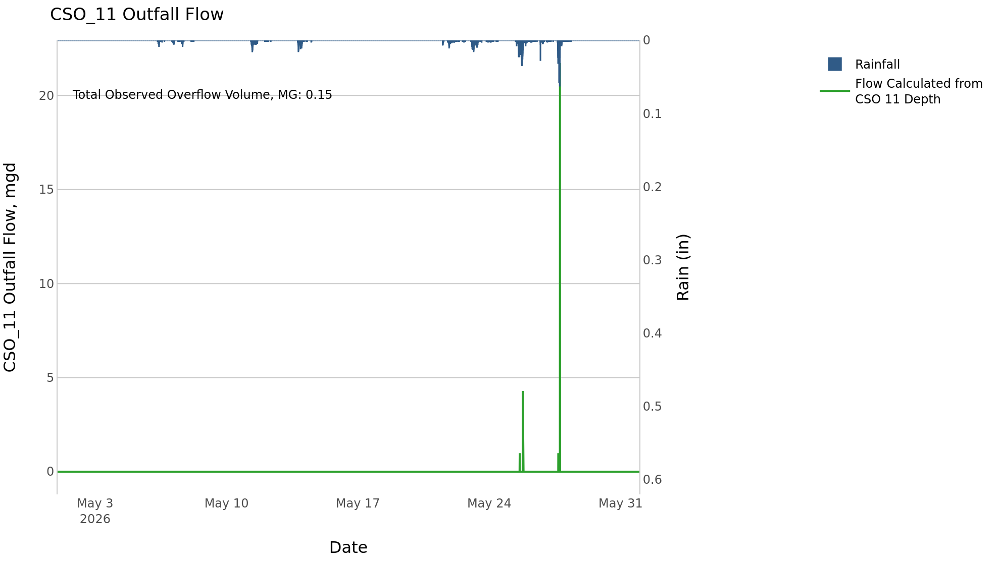 CSO_11 Outfall Flow
Total Observed Overflow Volume, MG: 0.15
CSO_11 Outfall Flow, mgd
20
15
10
5
0
0
0.1
0.2
0.3
0.4
0.5
0.6
Rain (in)
May 3
2026
May 10
May 17
May 24
May 31
Date
Rainfall
Flow Calculated from
CSO 11 Depth